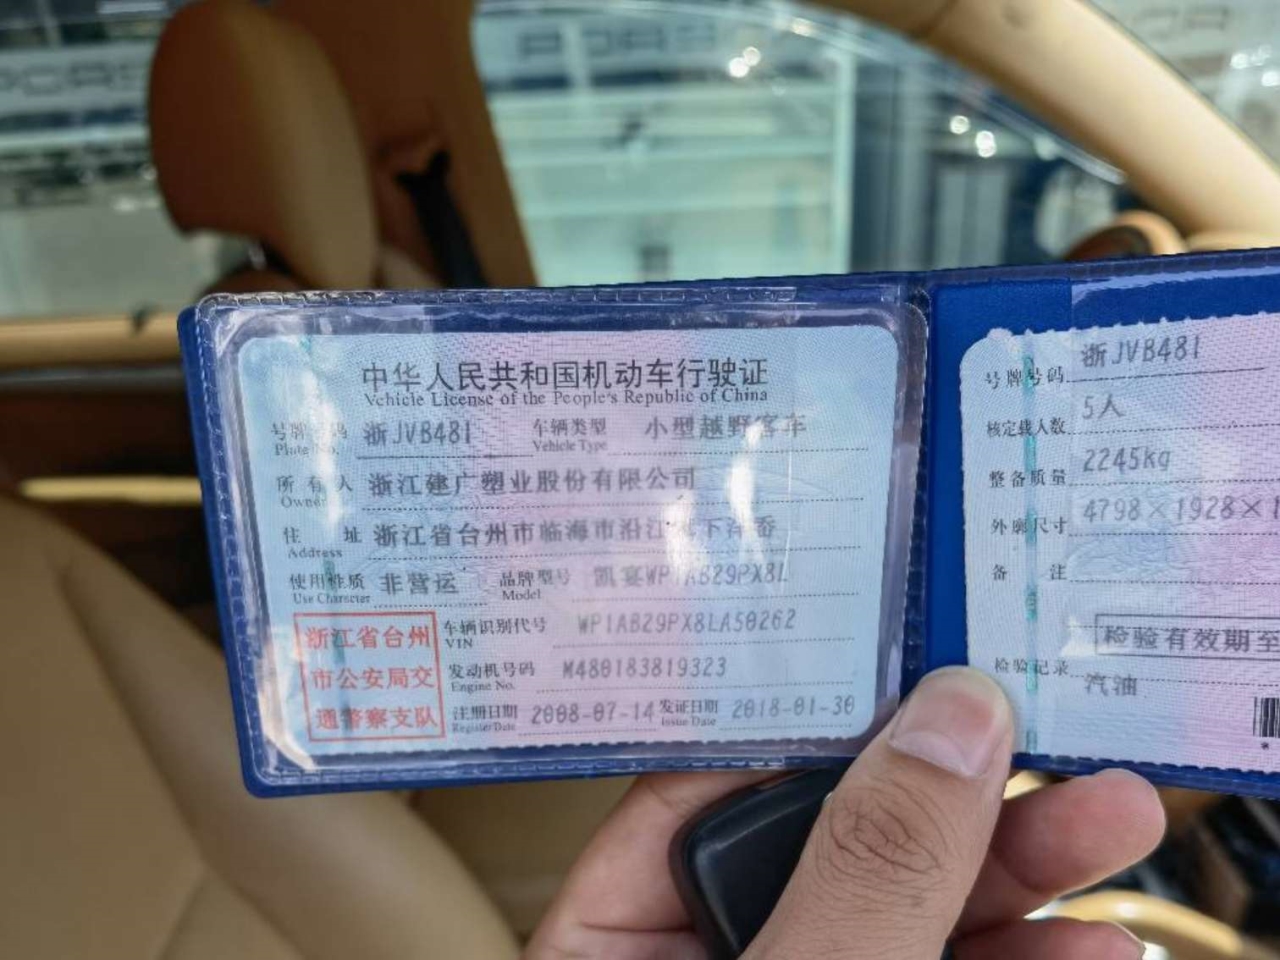 中华人民共和国机动车行驶证
Vehicle License of the People's Republic of China
号牌号码 浙JVB481 车辆类型 小型越野客车
Plate No. Vehicle Type
所有人 浙江建广塑业股份有限公司
Owner
住址 浙江省台州市临海市沿江
Address
使用性质 非营运 品牌型号 凯宴WP1AB29PX8L
Use Character Model
浙江省台州
市公安局交
通警察支队
车辆识别代号 WP1AB29PX8LA50262
VIN
发动机号码 M480183819323
Engine No.
注册日期 2008-07-14 发证日期 2018-01-30
Register Date Issue Date
号牌号码 浙JVB481
核定载人数 5人
整备质量 2245kg
外廓尺寸 4798×1928×1
备注
检验有效期至
检验记录
汽油